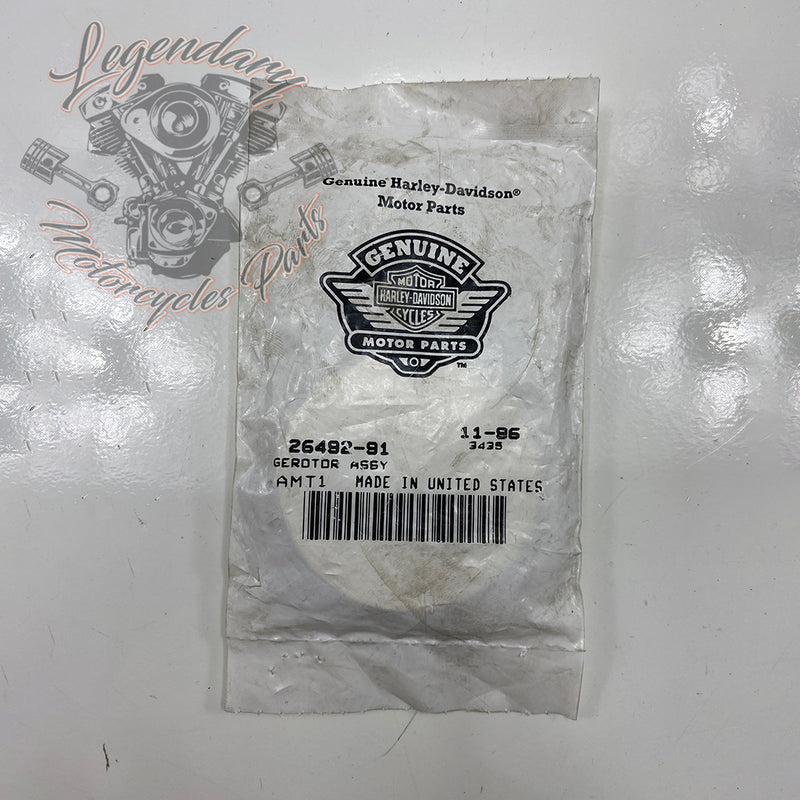 Legendary
Motorcycles Parts
Genuine Harley-Davidson®
Motor Parts
GENUINE
MOTOR
HARLEY-DAVIDSON
CYCLES
MOTOR PARTS
TM
26492-91
11-96
3435
GEROTOR ASSY
AMT1 MADE IN UNITED STATES